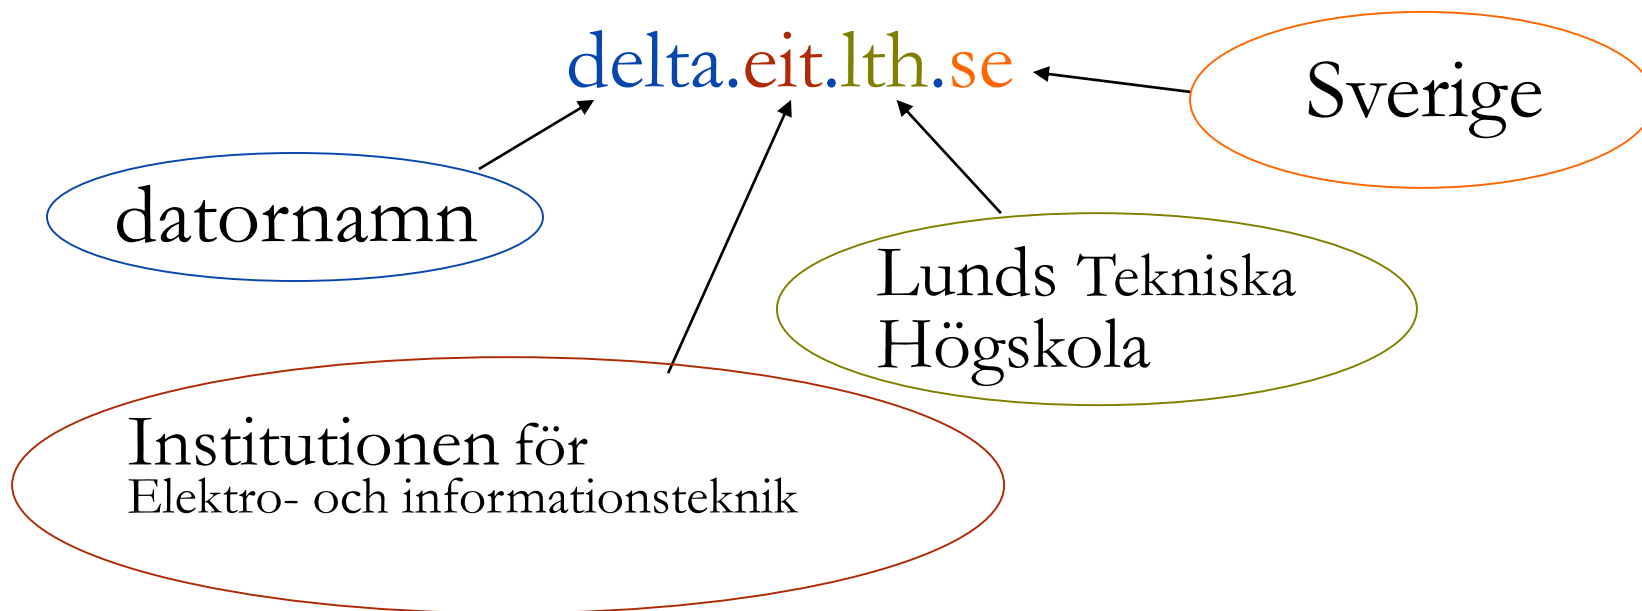 delta.eit.lth.se
Sverige
datornamn
Lunds Tekniska
Högskola
Institutionen för
Elektro- och informationsteknik